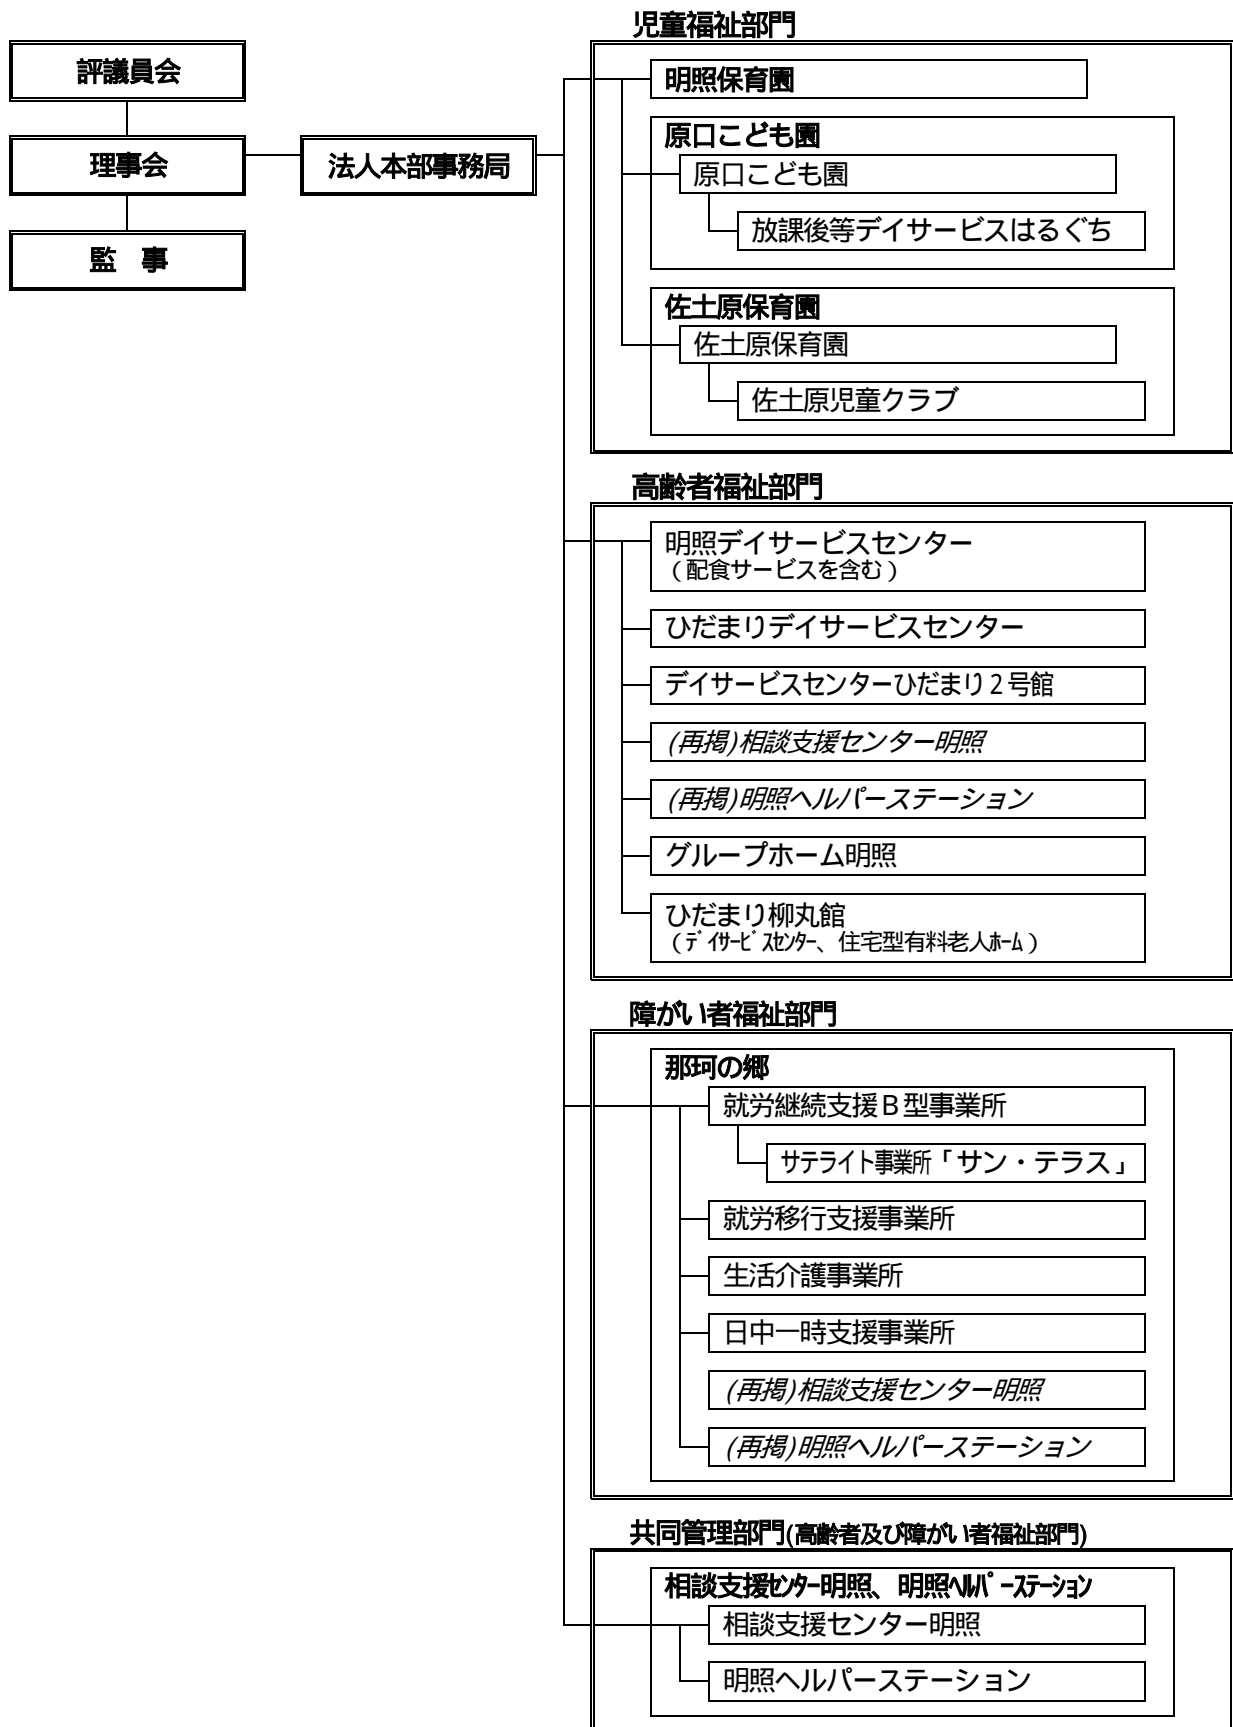 評議員会
理事会
監　事
法人本部事務局
児童福祉部門
明照保育園
原口こども園
原口こども園
放課後等デイサービスはるぐち
佐土原保育園
佐土原保育園
佐土原児童クラブ
高齢者福祉部門
明照デイサービスセンター
（配食サービスを含む）
ひだまりデイサービスセンター
デイサービスセンターひだまり２号館
(再掲)相談支援センター明照
(再掲)明照ヘルパーステーション
グループホーム明照
ひだまり柳丸館
（ﾃﾞｲｻｰﾋﾞｽｾﾝﾀｰ、住宅型有料老人ﾎｰﾑ）
障がい者福祉部門
那珂の郷
就労継続支援Ｂ型事業所
サテライト事業所「サン・テラス」
就労移行支援事業所
生活介護事業所
日中一時支援事業所
(再掲)相談支援センター明照
(再掲)明照ヘルパーステーション
共同管理部門(高齢者及び障がい者福祉部門)
相談支援ｾﾝﾀｰ明照、明照ﾍﾙﾊﾟｰｽﾃｰｼｮﾝ
相談支援センター明照
明照ヘルパーステーション